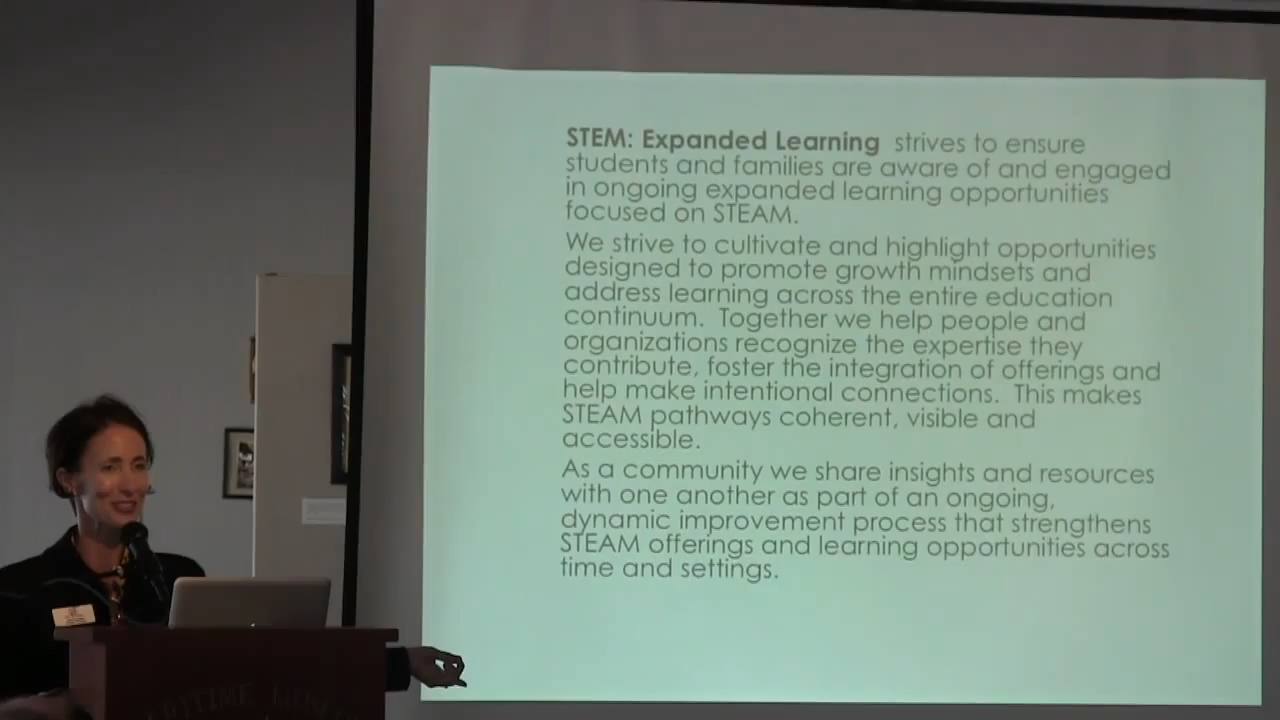 STEM: Expanded Learning strives to ensure
students and families are aware of and engaged
in ongoing expanded learning opportunities
focused on STEAM.
We strive to cultivate and highlight opportunities
designed to promote growth mindsets and
address learning across the entire education
continuum. Together we help people and
organizations recognize the expertise they
contribute, foster the integration of offerings and
help make intentional connections. This makes
STEAM pathways coherent, visible and
accessible.
As a community we share insights and resources
with one another as part of an ongoing,
dynamic improvement process that strengthens
STEAM offerings and learning opportunities across
time and settings.